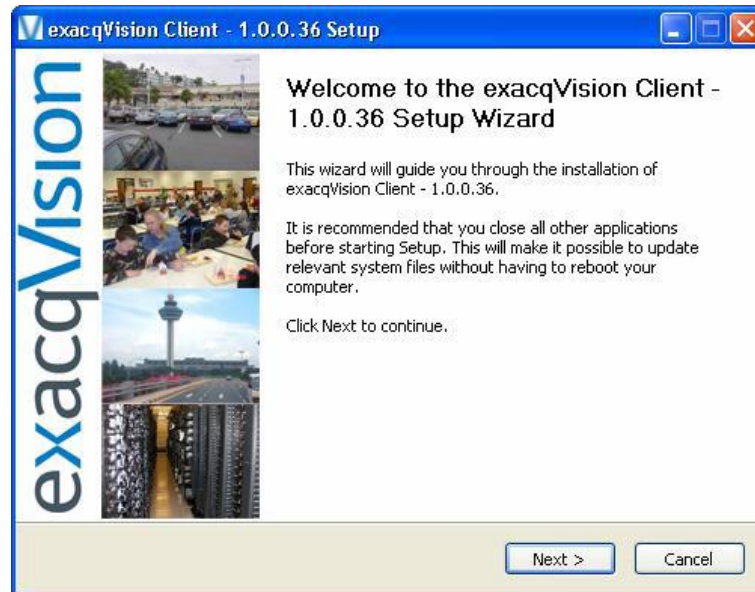 exacqVision Client - 1.0.0.36 Setup
exacqVision
Welcome to the exacqVision Client -
1.0.0.36 Setup Wizard
This wizard will guide you through the installation of
exacqVision Client - 1.0.0.36.
It is recommended that you close all other applications
before starting Setup. This will make it possible to update
relevant system files without having to reboot your
computer.
Click Next to continue.
Next >
Cancel